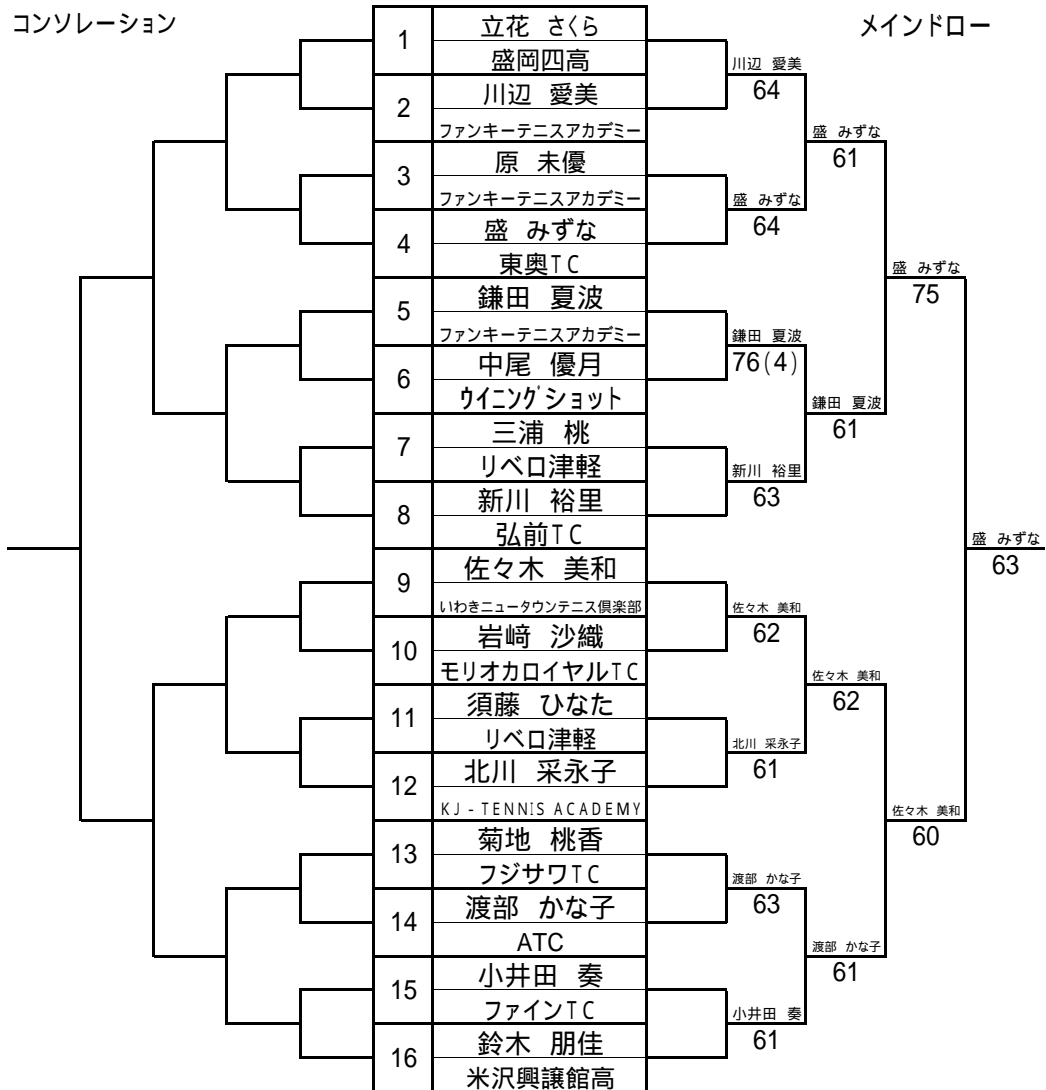 コンソレーション
メインドロー
1
立花 さくら
盛岡四高
2
川辺 愛美
ファンキーテニスアカデミー
3
原 未優
ファンキーテニスアカデミー
4
盛 みずな
東奥TC
5
鎌田 夏波
ファンキーテニスアカデミー
6
中尾 優月
ウイニングショット
7
三浦 桃
リベロ津軽
8
新川 裕里
弘前TC
9
佐々木 美和
いわきニュータウンテニス倶楽部
10
岩﨑 沙織
モリオカロイヤルTC
11
須藤 ひなた
リベロ津軽
12
北川 采永子
KJ-TENNIS ACADEMY
13
菊地 桃香
フジサワTC
14
渡部 かな子
ATC
15
小井田 奏
ファインTC
16
鈴木 朋佳
米沢興譲館高
川辺 愛美
64
盛 みずな
64
鎌田 夏波
76(4)
新川 裕里
63
佐々木 美和
62
北川 采永子
61
渡部 かな子
63
小井田 奏
61
盛 みずな
61
鎌田 夏波
61
佐々木 美和
62
渡部 かな子
61
盛 みずな
75
佐々木 美和
60
盛 みずな
63